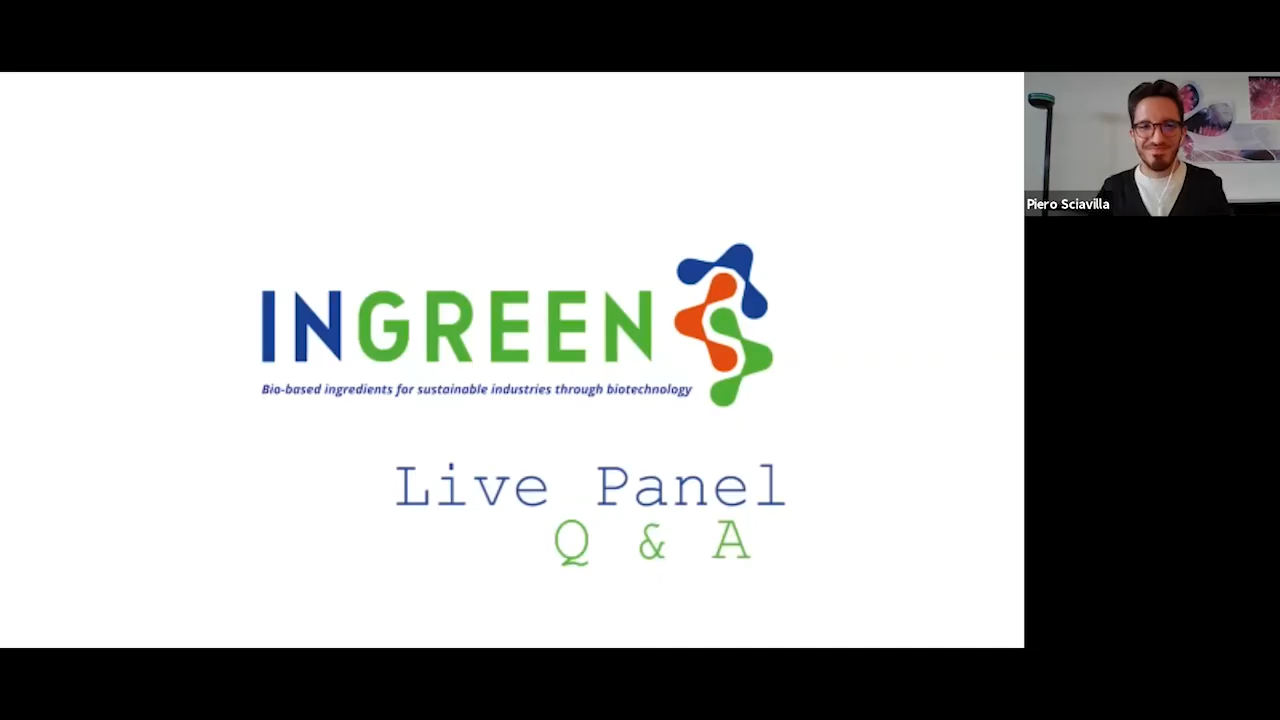 INGREEN
Bio-based ingredients for sustainable industries through biotechnology
Live Panel
Q & A
Piero Sciavilla